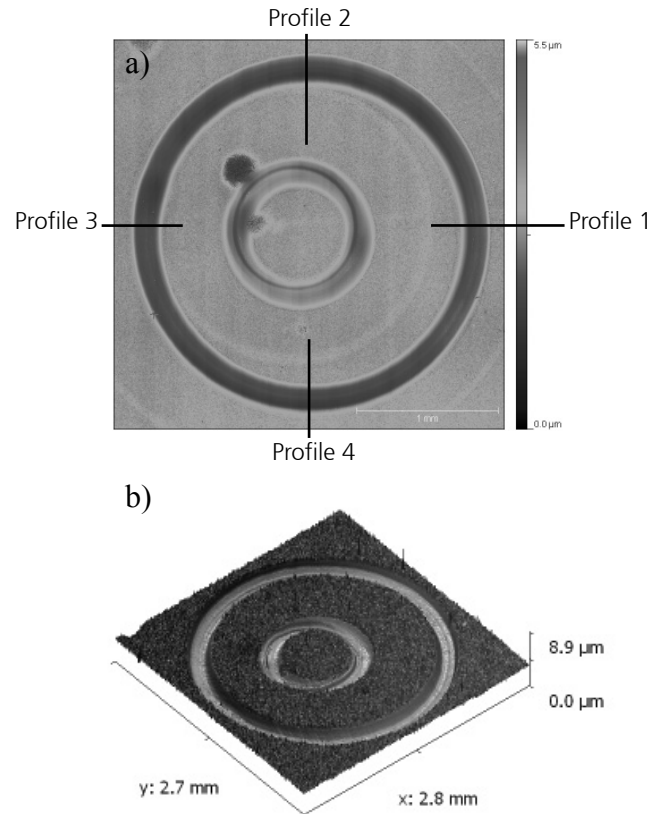 Profile 2
a)
5.5 µm
Profile 3
Profile 1
1 mm
0.0 µm
Profile 4
b)
8.9 µm
0.0 µm
y: 2.7 mm
x: 2.8 mm